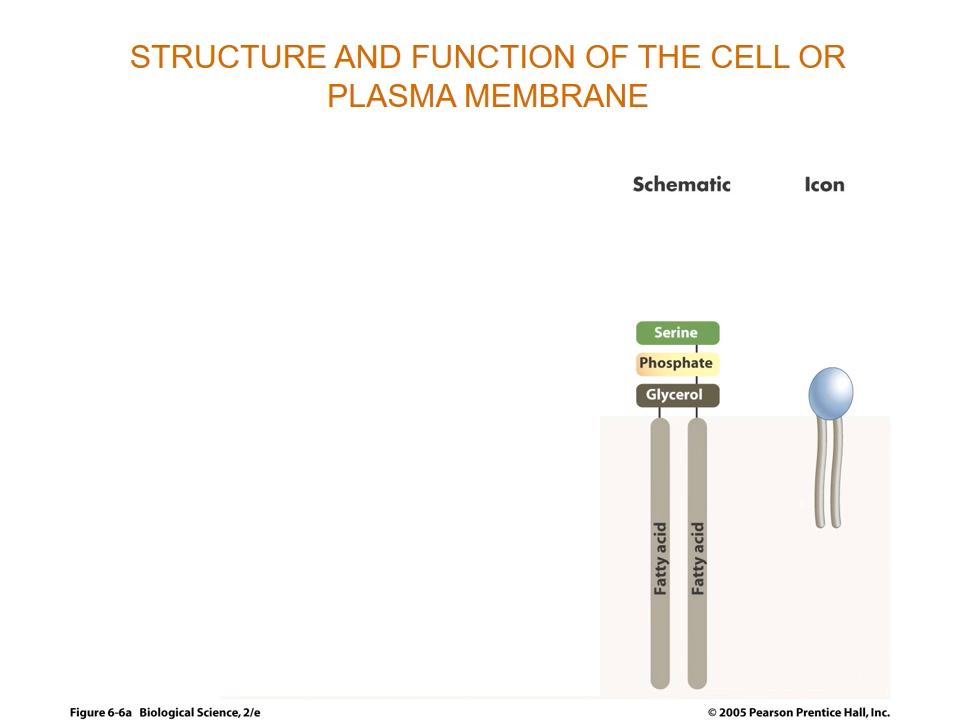 STRUCTURE AND FUNCTION OF THE CELL OR
PLASMA MEMBRANE
Schematic Icon
Serine
Phosphate
Glycerol
Fatty acid Fatty acid
Figure 6-6a Biological Science, 2/e © 2005 Pearson Prentice Hall, Inc.